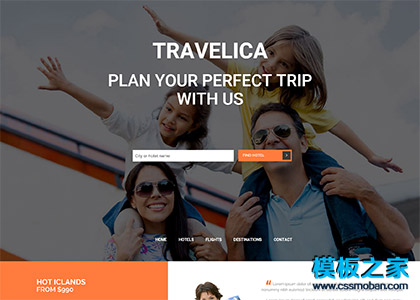 TRAVELICA
PLAN YOUR PERFECT TRIP
WITH US
City or hotel name
FIND HOTEL
HOME HOTELS FLIGHTS DESTINATIONS CONTACT
HOT ICLANDS
FROM $990
模板之家
www.cssmoban.com